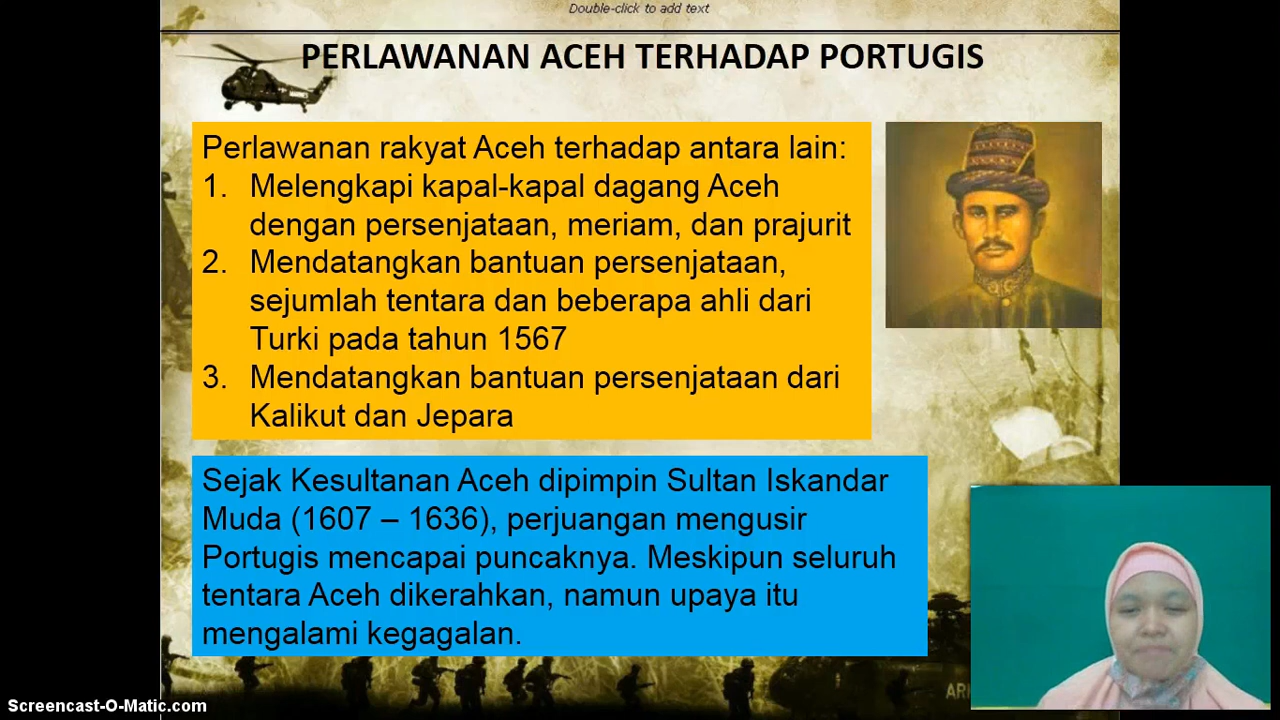 Double-click to add text
PERLAWANAN ACEH TERHADAP PORTUGIS
Perlawanan rakyat Aceh terhadap antara lain:
1. Melengkapi kapal-kapal dagang Aceh
dengan persenjataan, meriam, dan prajurit
2. Mendatangkan bantuan persenjataan,
sejumlah tentara dan beberapa ahli dari
Turki pada tahun 1567
3. Mendatangkan bantuan persenjataan dari
Kalikut dan Jepara
Sejak Kesultanan Aceh dipimpin Sultan Iskandar
Muda (1607 – 1636), perjuangan mengusir
Portugis mencapai puncaknya. Meskipun seluruh
tentara Aceh dikerahkan, namun upaya itu
mengalami kegagalan.
Screencast-O-Matic.com